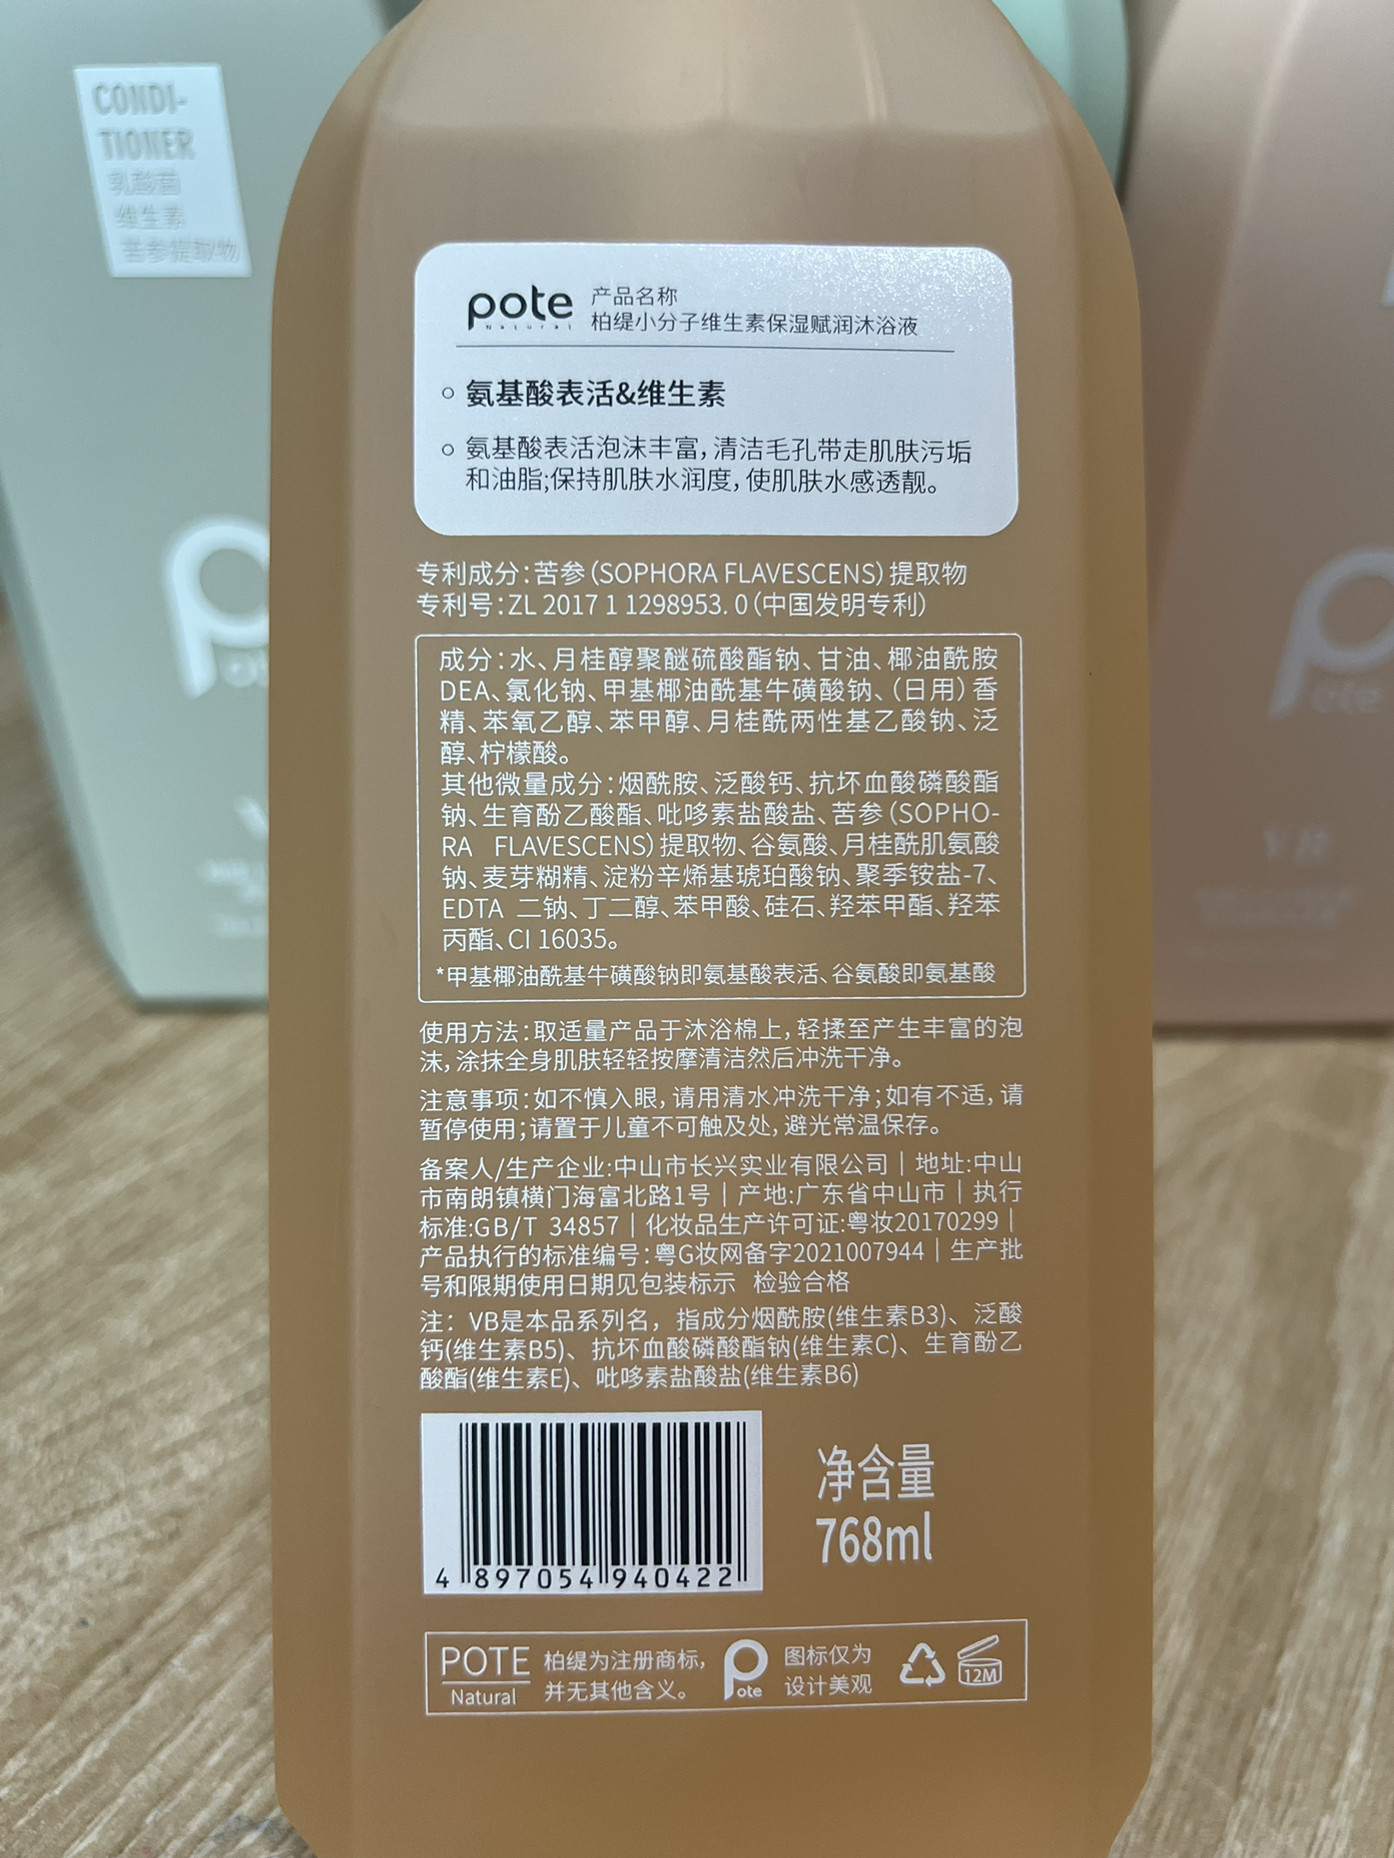 CONDI-
TIONER
乳酸菌
维生素
苦参提取物
pote
Natural
产品名称
柏缇小分子维生素保湿赋润沐浴液
氨基酸表活&维生素
氨基酸表活泡沫丰富,清洁毛孔带走肌肤污垢
和油脂;保持肌肤水润度,使肌肤水感透靓。
专利成分:苦参(SOPHORA FLAVESCENS)提取物
专利号:ZL 2017 1 1298953. 0(中国发明专利)
成分:水、月桂醇聚醚硫酸酯钠、甘油、椰油酰胺
DEA、氯化钠、甲基椰油酰基牛磺酸钠、(日用)香
精、苯氧乙醇、苯甲醇、月桂酰两性基乙酸钠、泛
醇、柠檬酸。
其他微量成分:烟酰胺、泛酸钙、抗坏血酸磷酸酯
钠、生育酚乙酸酯、吡哆素盐酸盐、苦参(SOPHO-
RA FLAVESCENS)提取物、谷氨酸、月桂酰肌氨酸
钠、麦芽糊精、淀粉辛烯基琥珀酸钠、聚季铵盐-7、
EDTA 二钠、丁二醇、苯甲酸、硅石、羟苯甲酯、羟苯
丙酯、CI 16035。
*甲基椰油酰基牛磺酸钠即氨基酸表活、谷氨酸即氨基酸
使用方法:取适量产品于沐浴棉上,轻揉至产生丰富的泡
沫,涂抹全身肌肤轻轻按摩清洁然后冲洗干净。
注意事项:如不慎入眼,请用清水冲洗干净;如有不适,请
暂停使用;请置于儿童不可触及处,避光常温保存。
备案人/生产企业:中山市长兴实业有限公司|地址:中山
市南朗镇横门海富北路1号|产地:广东省中山市|执行
标准:GB/T 34857|化妆品生产许可证:粤妆20170299|
产品执行的标准编号:粤G妆网备字2021007944|生产批
号和限期使用日期见包装标示 检验合格
注: VB是本品系列名, 指成分烟酰胺(维生素B3)、泛酸
钙(维生素B5)、抗坏血酸磷酸酯钠(维生素C)、生育酚乙
酸酯(维生素E)、吡哆素盐酸盐(维生素B6)
4 897054 940422
净含量
768ml
POTE
Natural
柏缇为注册商标,
并无其他含义。
Pote
图标仅为
设计美观
12M
Pote